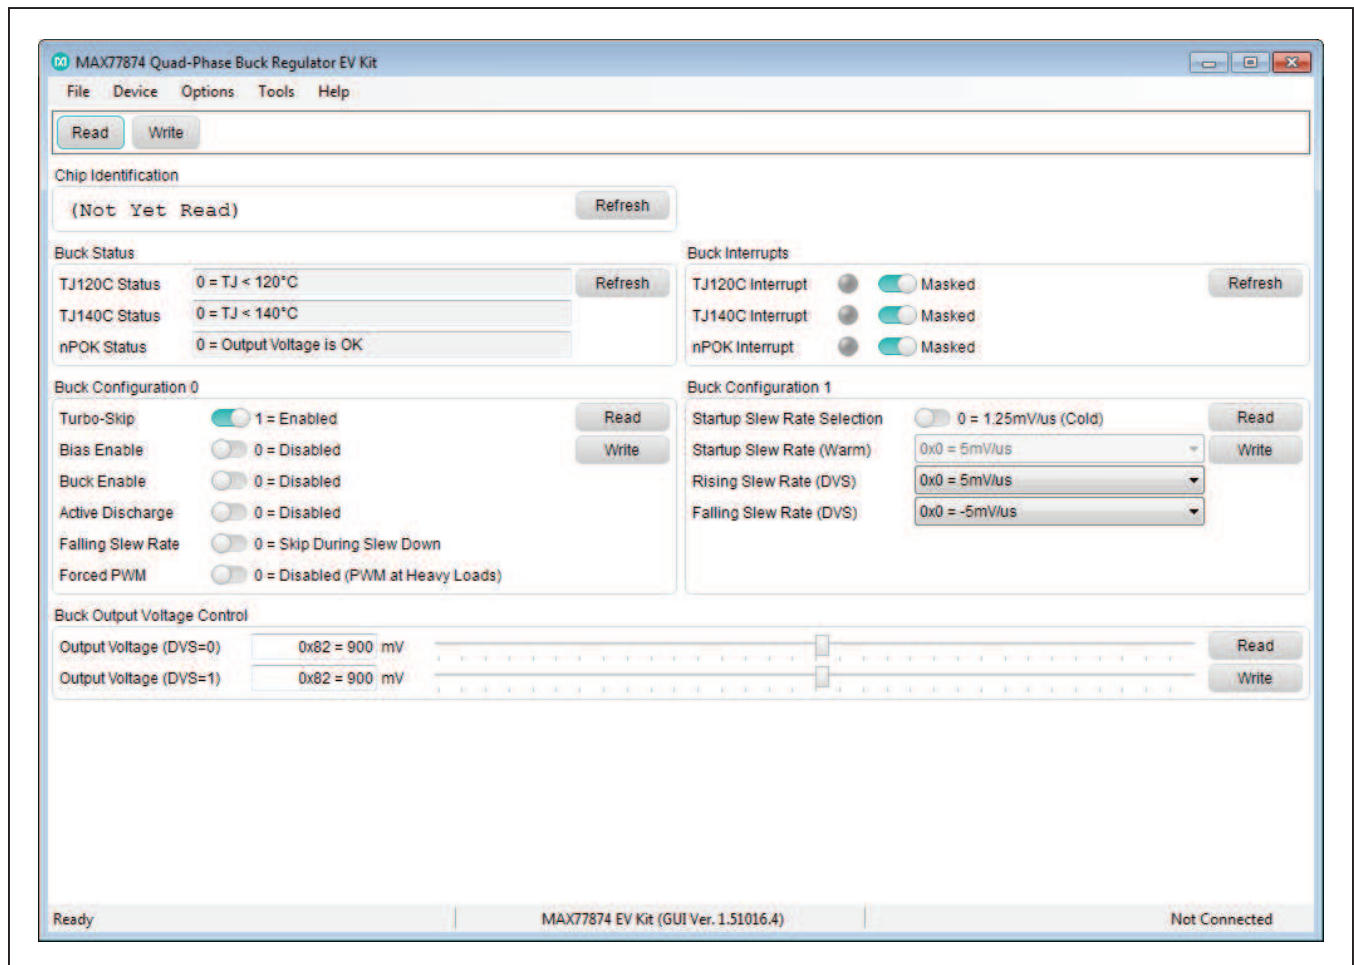 MAX77874 Quad-Phase Buck Regulator EV Kit
File Device Options Tools Help
Read Write
Chip Identification
(Not Yet Read) Refresh
Buck Status
TJ120C Status 0 = TJ < 120°C Refresh
TJ140C Status 0 = TJ < 140°C
nPOK Status 0 = Output Voltage is OK
Buck Interrupts
TJ120C Interrupt Masked Refresh
TJ140C Interrupt Masked
nPOK Interrupt Masked
Buck Configuration 0
Turbo-Skip 1 = Enabled Read
Bias Enable 0 = Disabled Write
Buck Enable 0 = Disabled
Active Discharge 0 = Disabled
Falling Slew Rate 0 = Skip During Slew Down
Forced PWM 0 = Disabled (PWM at Heavy Loads)
Buck Configuration 1
Startup Slew Rate Selection 0 = 1.25mV/us (Cold) Read
Startup Slew Rate (Warm) 0x0 = 5mV/us Write
Rising Slew Rate (DVS) 0x0 = 5mV/us
Falling Slew Rate (DVS) 0x0 = -5mV/us
Buck Output Voltage Control
Output Voltage (DVS=0) 0x82 = 900 mV Read
Output Voltage (DVS=1) 0x82 = 900 mV Write
Ready MAX77874 EV Kit (GUI Ver. 1.51016.4) Not Connected